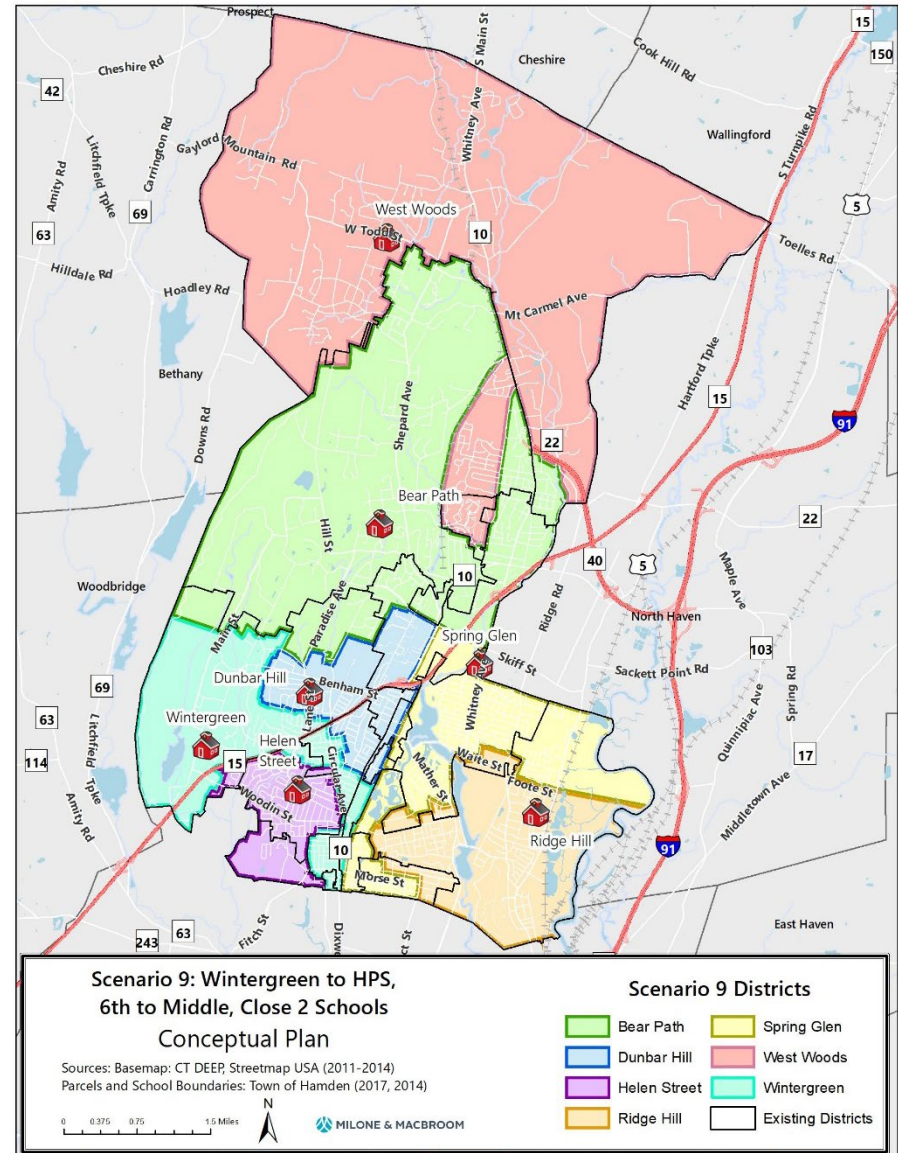 Prospect
15
150
Cheshire Rd
S Main St
Cook Hill Rd
Cheshire
42
Whitney Ave
Wallingford
S Turnpike Rd
Litchfield Tpke
Carrington Rd
Gaylord Mountain Rd
Amity Rd
69
5
West Woods
W Todd St
10
63
Toelles Rd
Hilldale Rd
Hoadley Rd
Mt Carmel Ave
Hartford Tpke
Bethany
15
Shepard Ave
91
Downs Rd
22
Bear Path
22
Hill St
10
40
5
Maple Ave
Woodbridge
Paradise Ave
Ridge Rd
North Haven
Main St
Spring Glen
Skiff St
103
Sackett Point Rd
69
Dunbar Hill
Benham St
Whitney Ave
Quinnipiac Ave
Spring Rd
63
Litchfield Tpke
Wintergreen
Helen
Street
17
114
15
Circular Ave
Mather St
Waite St
Foote St
Woodin St
Middletown Ave
Amity Rd
Ridge Hill
10
91
Morse St
243
63
Fitch St
East Haven
Scenario 9: Wintergreen to HPS,
6th to Middle, Close 2 Schools
Conceptual Plan
Sources: Basemap: CT DEEP, Streetmap USA (2011-2014)
Parcels and School Boundaries: Town of Hamden (2017, 2014)
0 0.375 0.75 1.5 Miles
N
MILONE & MACBROOM
Scenario 9 Districts
Bear Path
Spring Glen
Dunbar Hill
West Woods
Helen Street
Wintergreen
Ridge Hill
Existing Districts